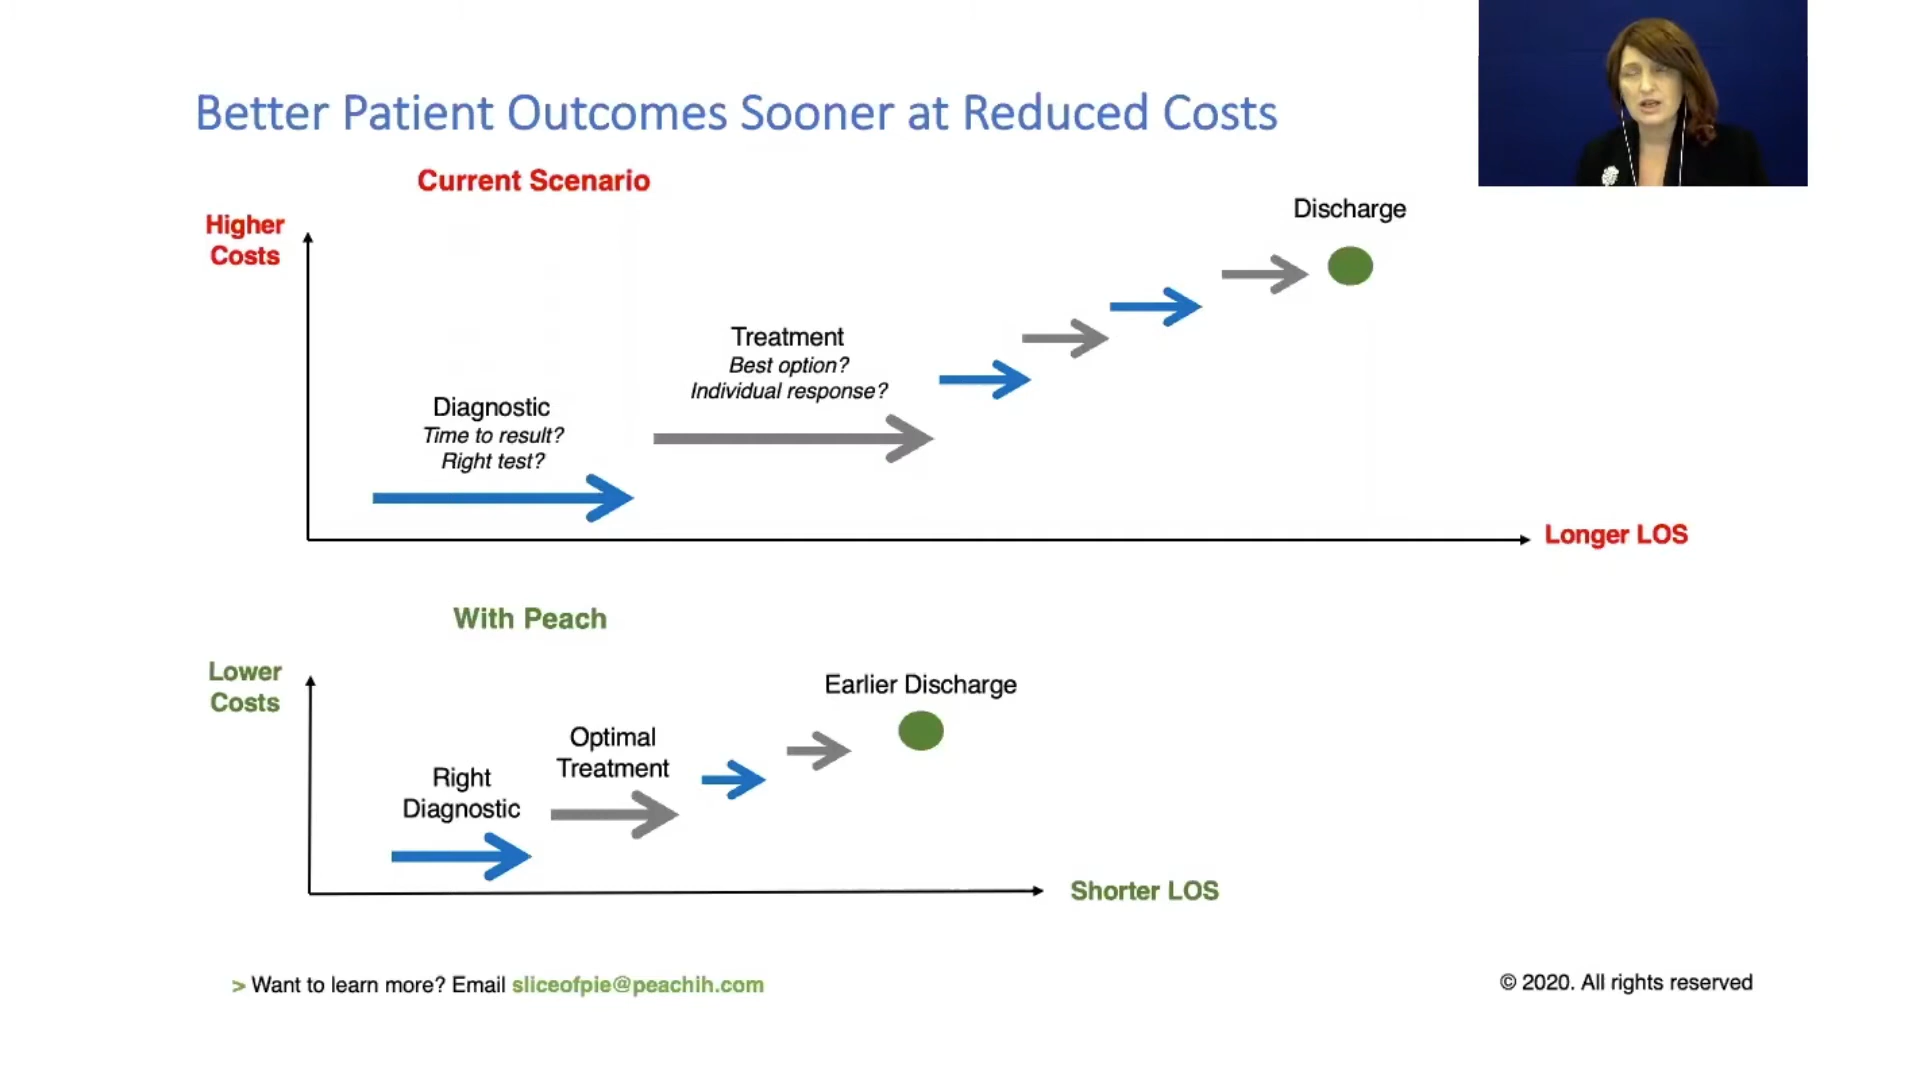 Better Patient Outcomes Sooner at Reduced Costs
Current Scenario
Higher
Costs
Discharge
Treatment
Best option?
Individual response?
Diagnostic
Time to result?
Right test?
Longer LOS
With Peach
Lower
Costs
Earlier Discharge
Optimal
Treatment
Right
Diagnostic
Shorter LOS
> Want to learn more? Email sliceofpie@peachih.com
© 2020. All rights reserved